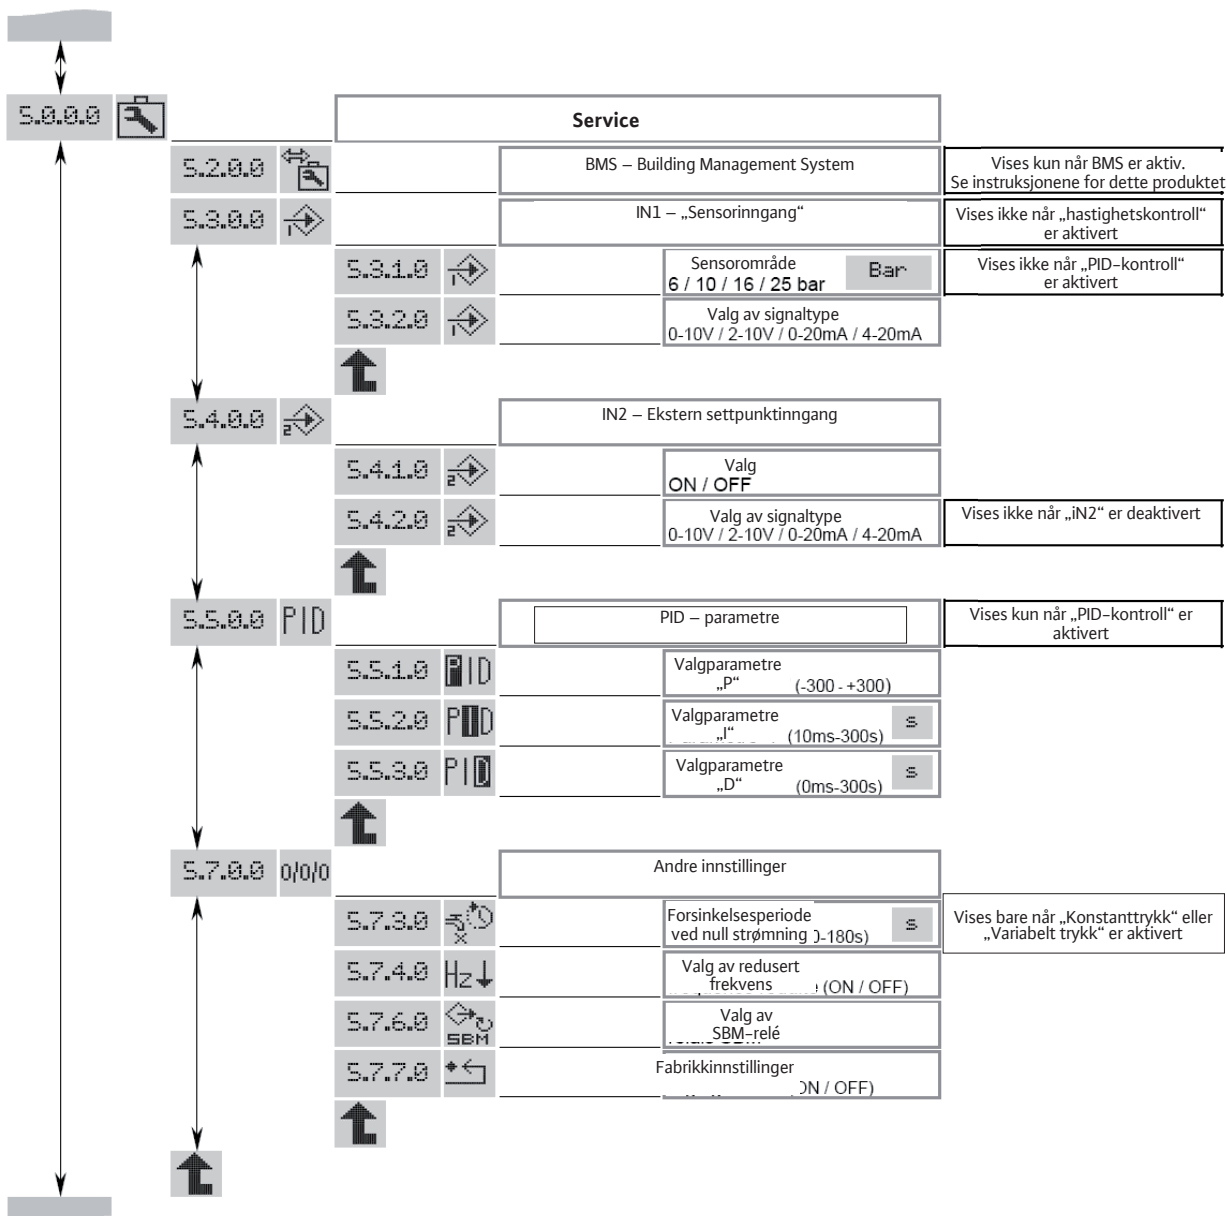 5.0.0.0
Service
5.2.0.0
BMS – Building Management System
Vises kun når BMS er aktiv.
Se instruksjonene for dette produktet
5.3.0.0
1
IN1 – „Sensorinngang“
Vises ikke når „hastighetskontroll“
er aktivert
5.3.1.0
1
Sensorområde
6 / 10 / 16 / 25 bar
Bar
Vises ikke når „PID-kontroll“
er aktivert
5.3.2.0
1
Valg av signaltype
0-10V / 2-10V / 0-20mA / 4-20mA
5.4.0.0
2
IN2 – Ekstern settpunktinngang
5.4.1.0
2
Valg
ON / OFF
5.4.2.0
2
Valg av signaltype
0-10V / 2-10V / 0-20mA / 4-20mA
Vises ikke når „iN2“ er deaktivert
5.5.0.0 PID
PID – parametre
Vises kun når „PID-kontroll“ er
aktivert
5.5.1.0 PID
Valgparametre
„P“ (-300 - +300)
5.5.2.0 PID
Valgparametre
„I“ (10ms-300s)
s
5.5.3.0 PID
Valgparametre
„D“ (0ms-300s)
s
5.7.0.0 0/0/0
Andre innstillinger
5.7.3.0
X
Forsinkelsesperiode
ved null strømning -180s)
s
Vises bare når „Konstanttrykk“ eller
„Variabelt trykk“ er aktivert
5.7.4.0 Hz
Valg av redusert
frekvens (ON / OFF)
5.7.6.0
SBM
Valg av
SBM-relé
5.7.7.0
Fabrikkinnstillinger
ON / OFF)